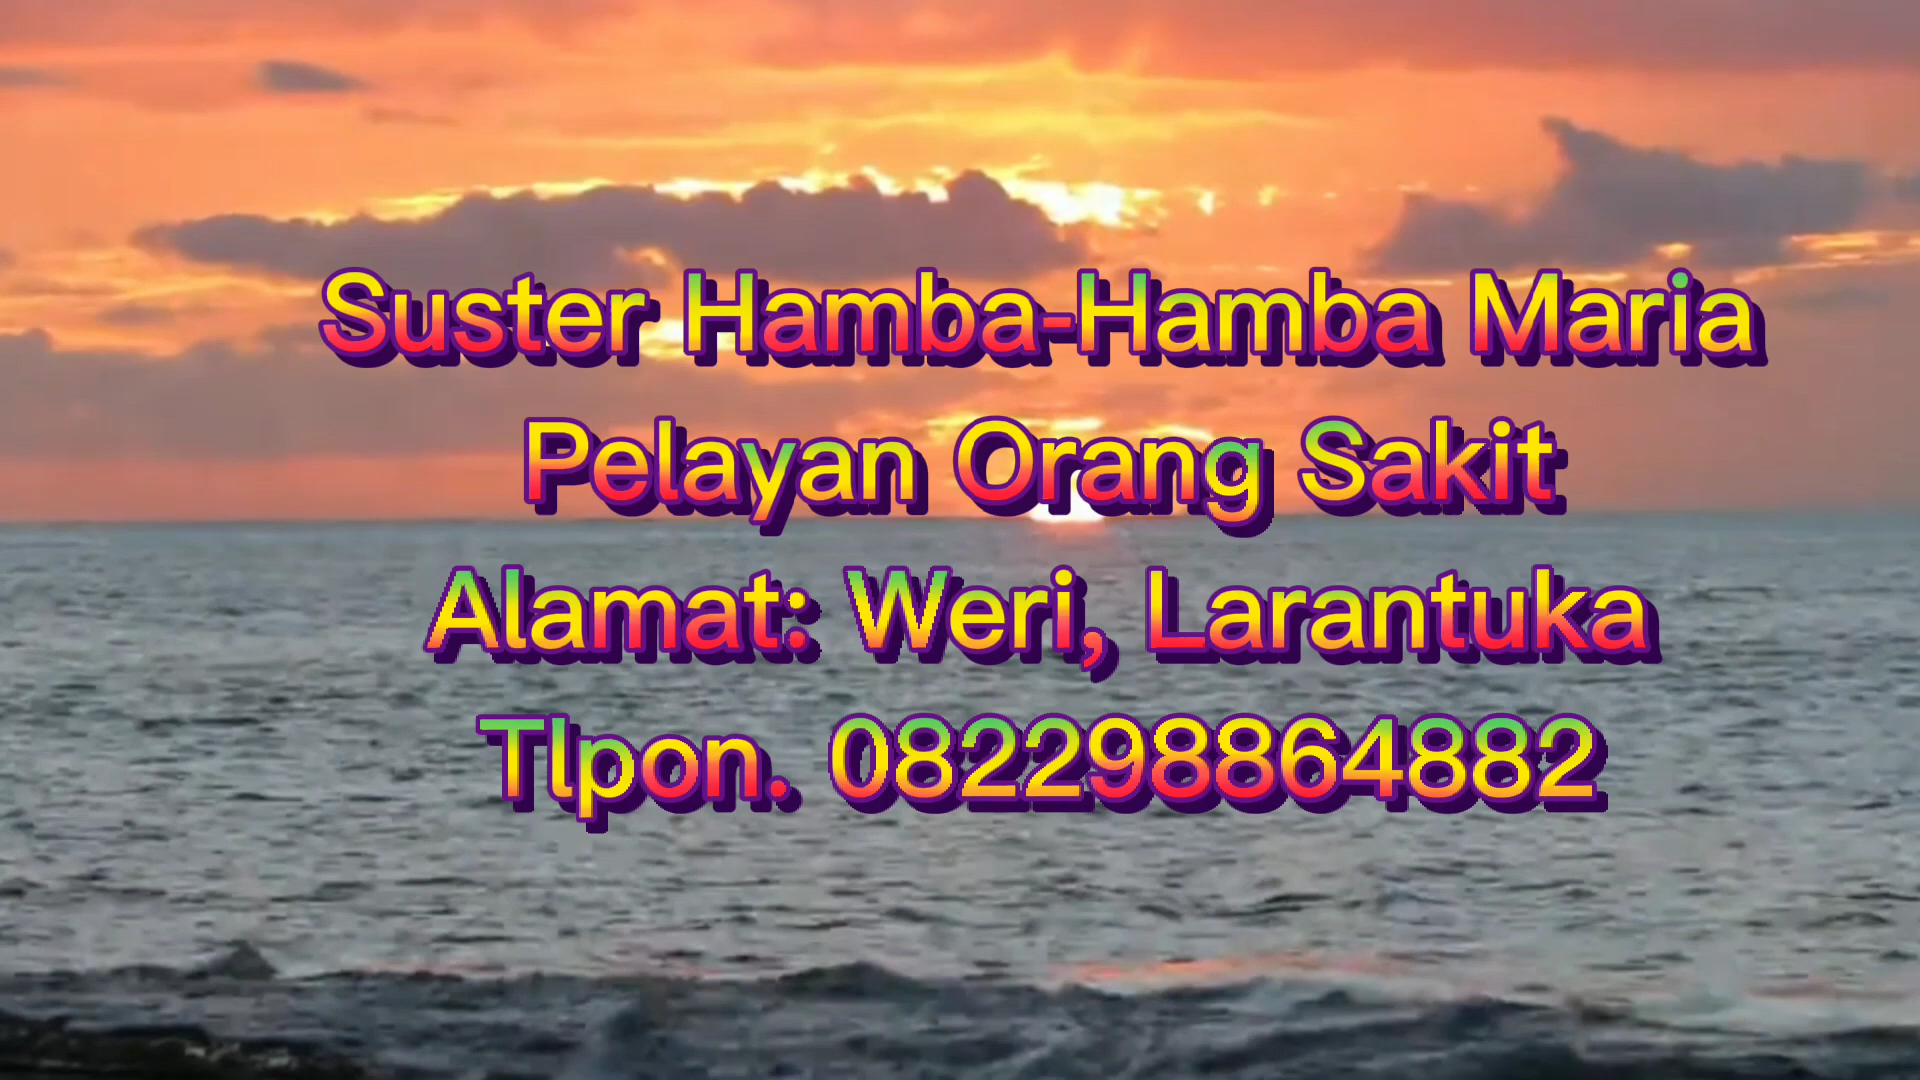 Suster Hamba-Hamba Maria
Pelayan Orang Sakit
Alamat: Weri, Larantuka
Tlpon. 082298864882